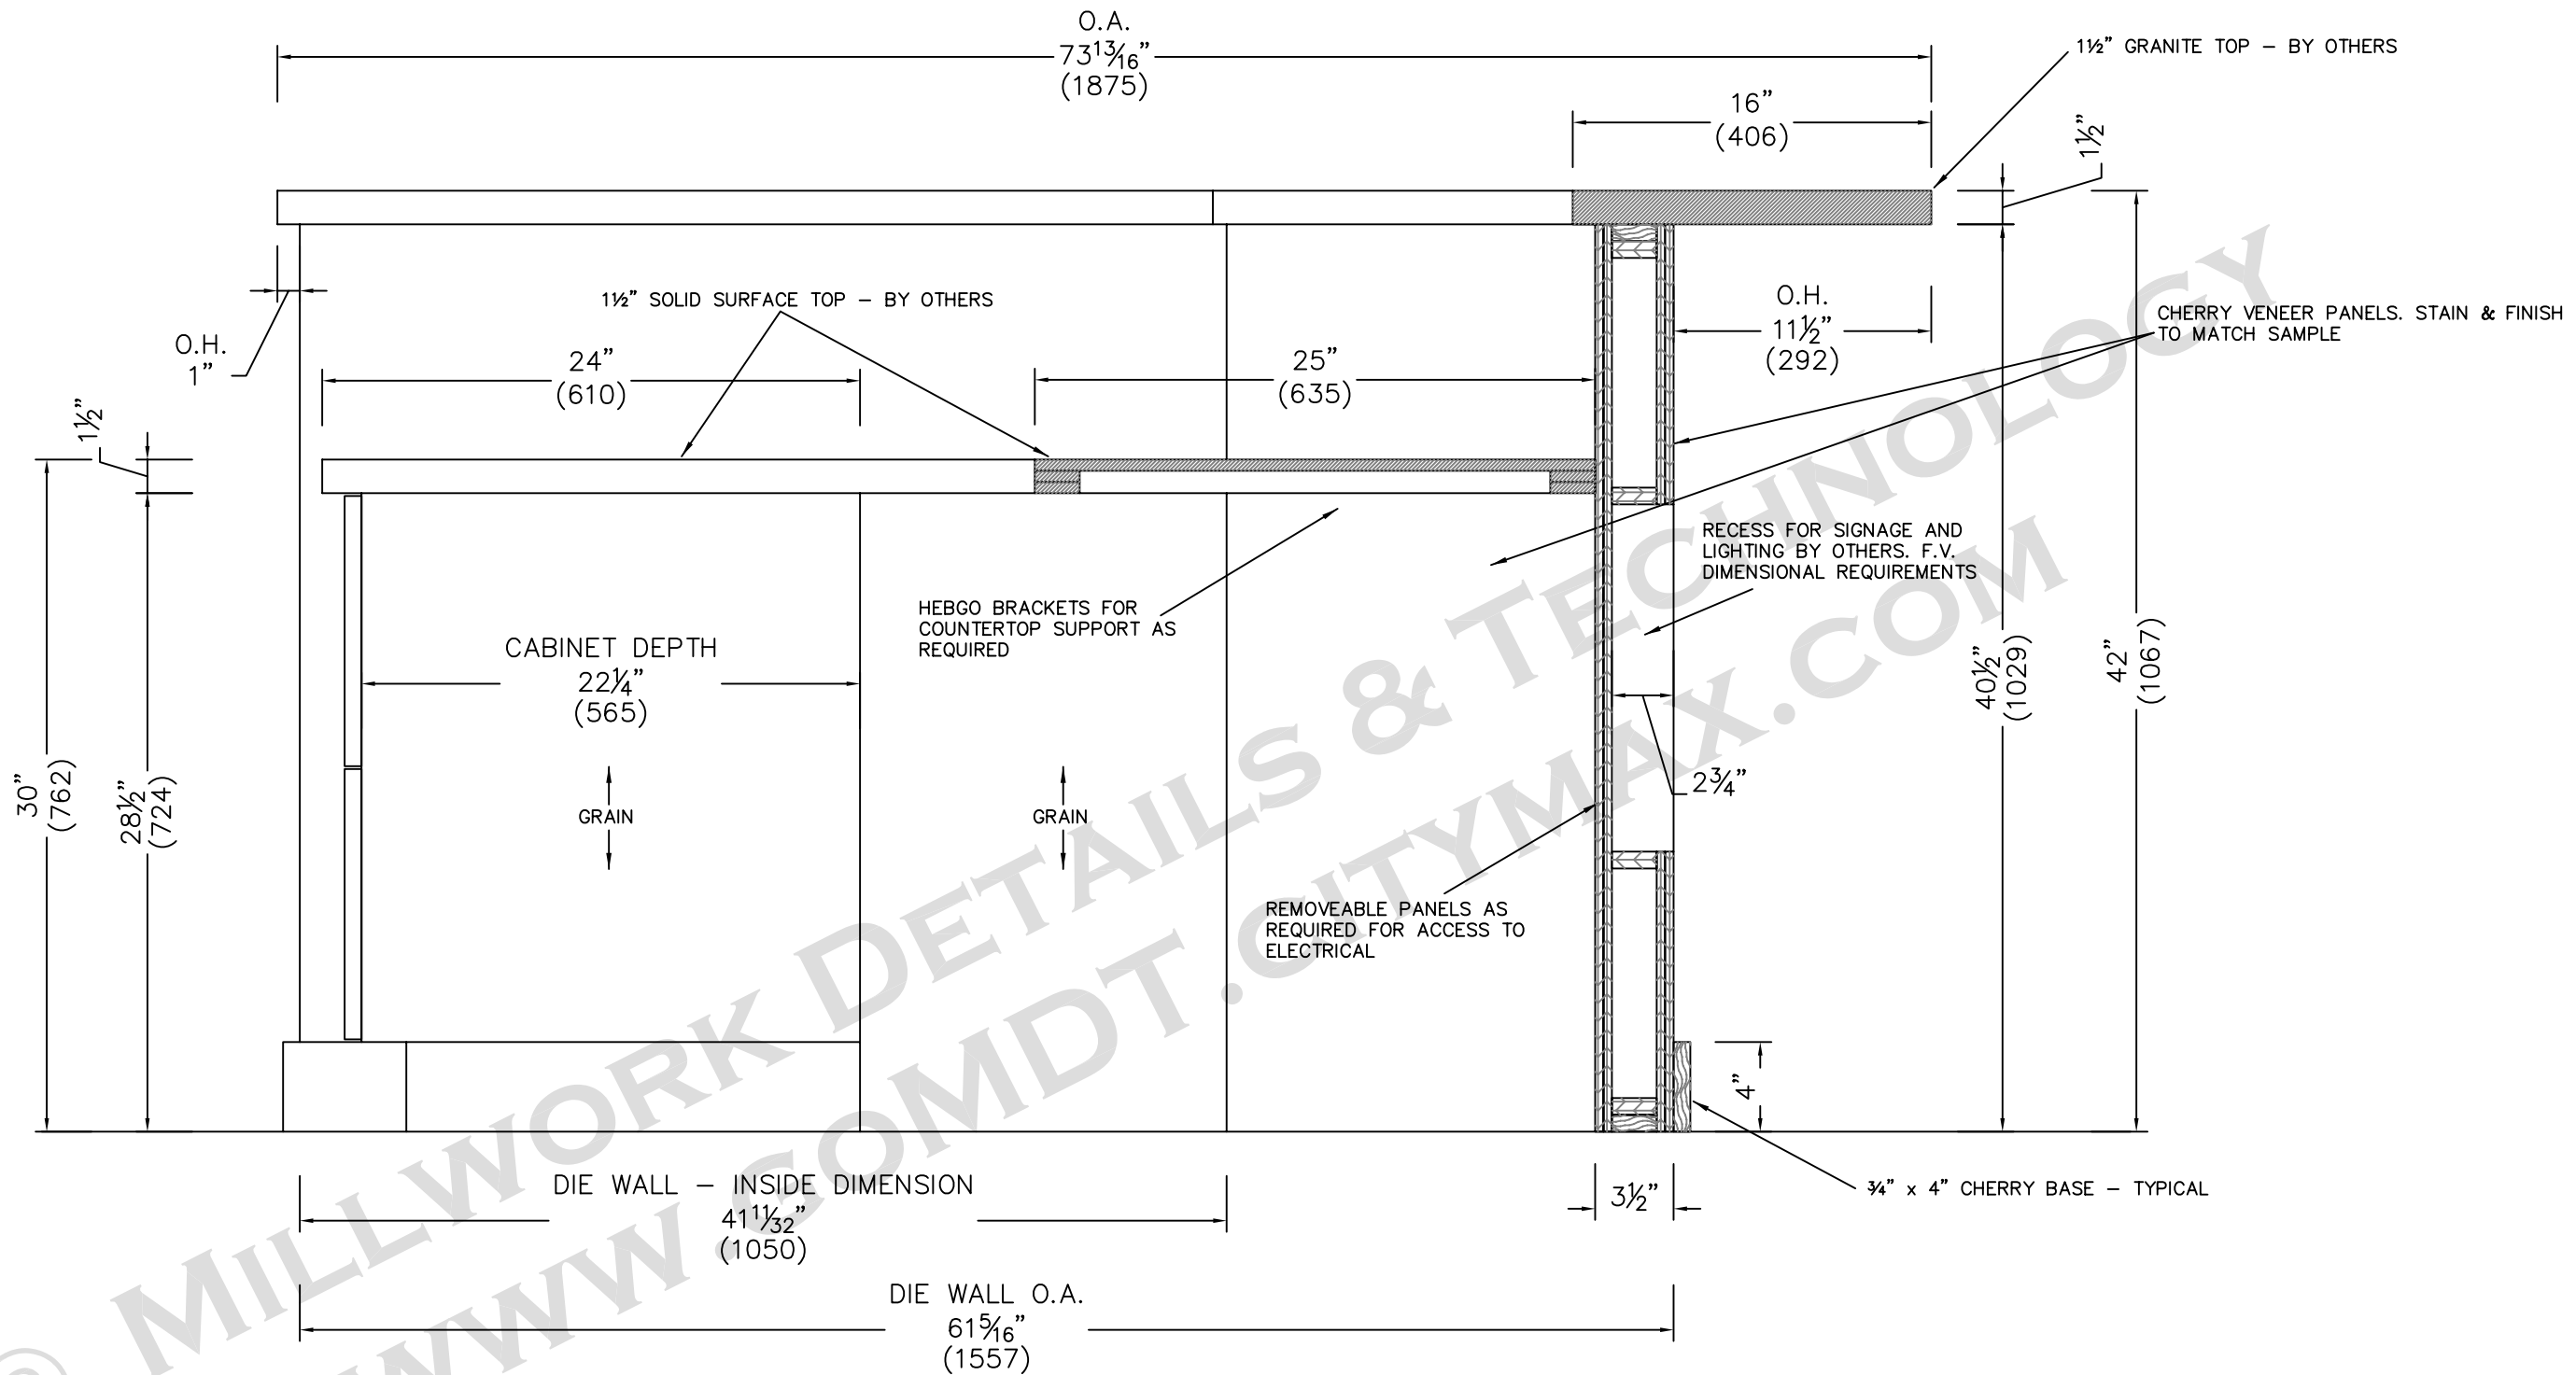 O.A.
73 13/16"
(1875)
1½" GRANITE TOP – BY OTHERS
16"
(406)
1½"
1½" SOLID SURFACE TOP – BY OTHERS
O.H.
11½"
(292)
CHERRY VENEER PANELS. STAIN & FINISH
TO MATCH SAMPLE
O.H.
1"
24"
(610)
25"
(635)
1½"
RECESS FOR SIGNAGE AND
LIGHTING BY OTHERS. F.V.
DIMENSIONAL REQUIREMENTS
HEBGO BRACKETS FOR
COUNTERTOP SUPPORT AS
REQUIRED
CABINET DEPTH
22¼"
(565)
40½"
(1029)
42"
(1067)
2¾"
30"
(762)
28½"
(724)
GRAIN
GRAIN
REMOVEABLE PANELS AS
REQUIRED FOR ACCESS TO
ELECTRICAL
4"
¾" x 4" CHERRY BASE – TYPICAL
3½"
DIE WALL – INSIDE DIMENSION
41 11/32"
(1050)
DIE WALL O.A.
61 5/16"
(1557)
© MILLWORK DETAILS & TECHNOLOGY
WWW.GOMDT.CITYMAX.COM